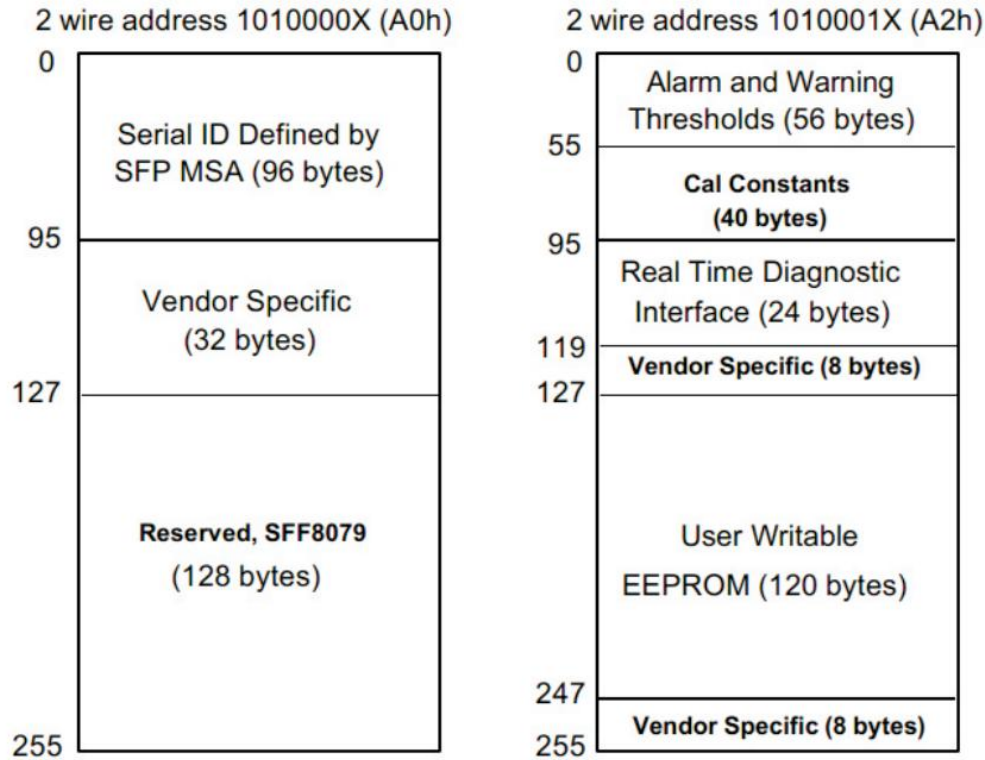 2 wire address 1010000X (A0h)
0
Serial ID Defined by
SFP MSA (96 bytes)
95
Vendor Specific
(32 bytes)
127
Reserved, SFF8079
(128 bytes)
255
2 wire address 1010001X (A2h)
0
Alarm and Warning
Thresholds (56 bytes)
55
Cal Constants
(40 bytes)
95
Real Time Diagnostic
Interface (24 bytes)
119
Vendor Specific (8 bytes)
127
User Writable
EEPROM (120 bytes)
247
Vendor Specific (8 bytes)
255